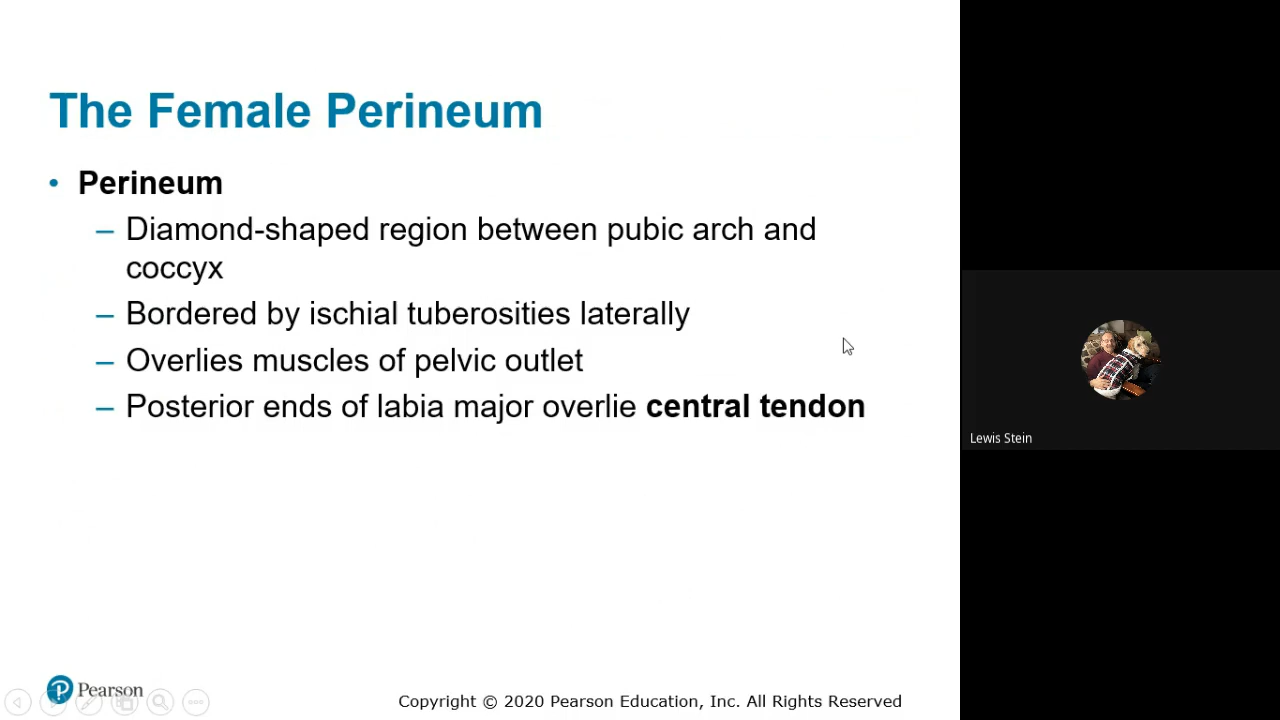 The Female Perineum
• Perineum
– Diamond-shaped region between pubic arch and
coccyx
– Bordered by ischial tuberosities laterally
– Overlies muscles of pelvic outlet
– Posterior ends of labia major overlie central tendon
Lewis Stein
Pearson
Copyright © 2020 Pearson Education, Inc. All Rights Reserved